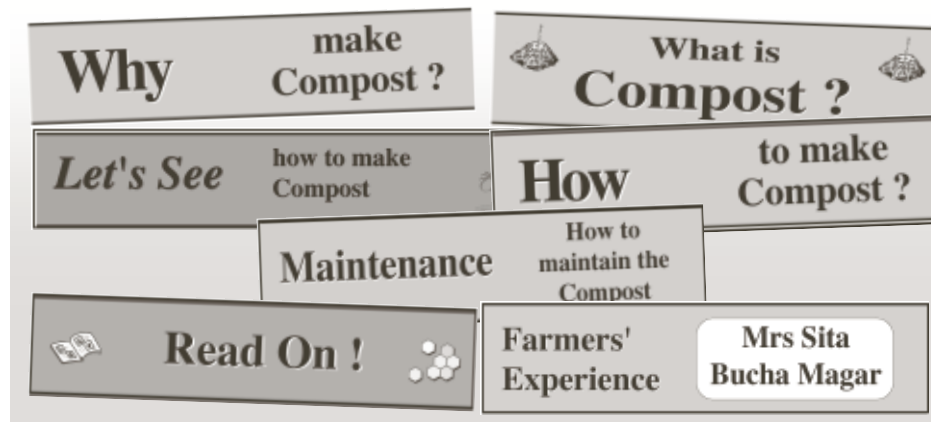 Why
make
Compost ?
What is
Compost ?
Let's See
how to make
Compost
How
to make
Compost ?
Maintenance
How to
maintain the
Compost
Read On !
Farmers'
Experience
Mrs Sita
Bucha Magar